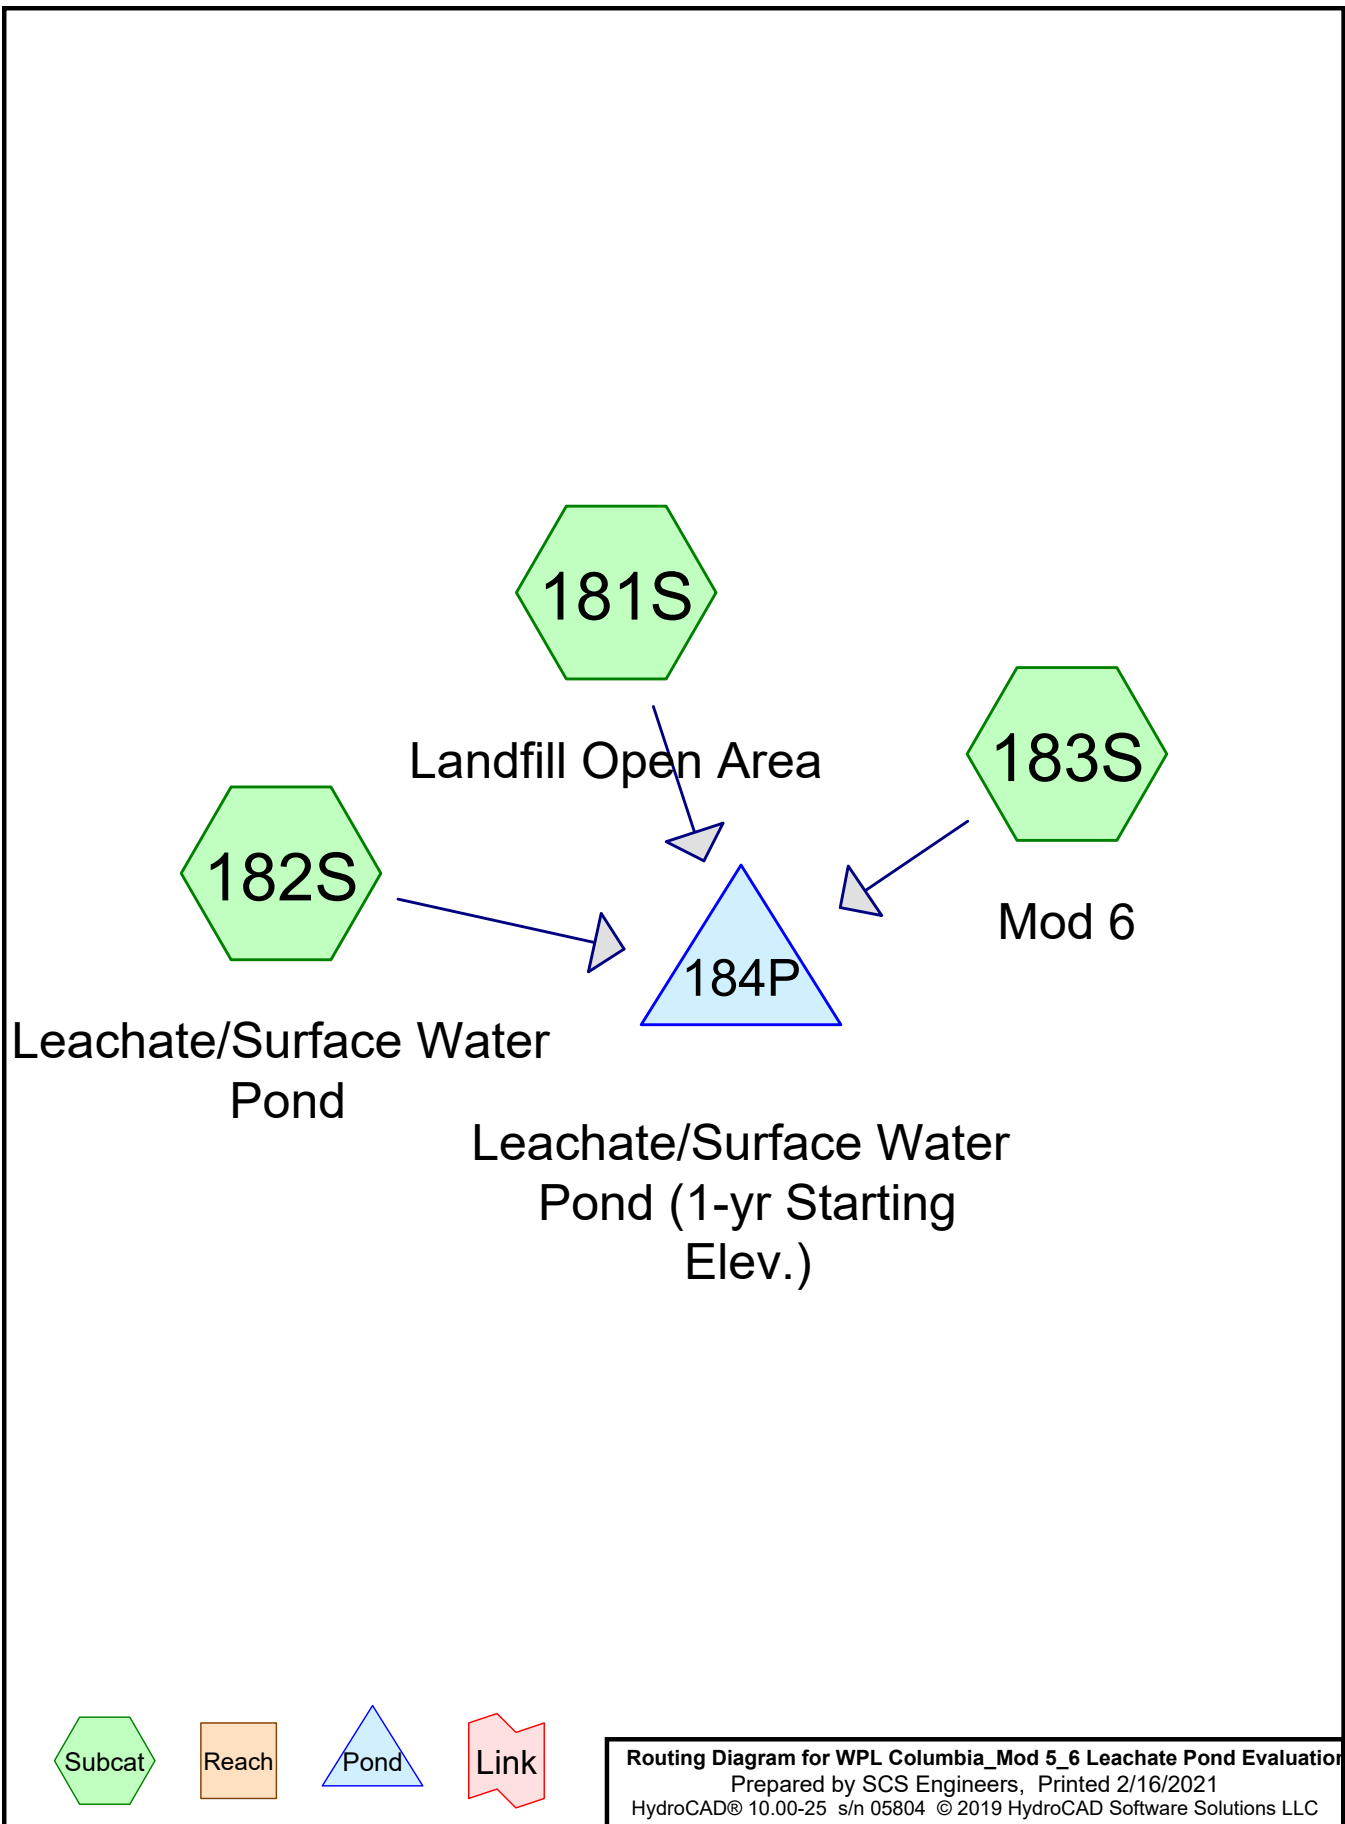 181S
Landfill Open Area
183S
Mod 6
182S
Leachate/Surface Water
Pond
184P
Leachate/Surface Water
Pond (1-yr Starting
Elev.)
Subcat
Reach
Pond
Link
Routing Diagram for WPL Columbia_Mod 5_6 Leachate Pond Evaluation
Prepared by SCS Engineers, Printed 2/16/2021
HydroCAD® 10.00-25 s/n 05804 © 2019 HydroCAD Software Solutions LLC